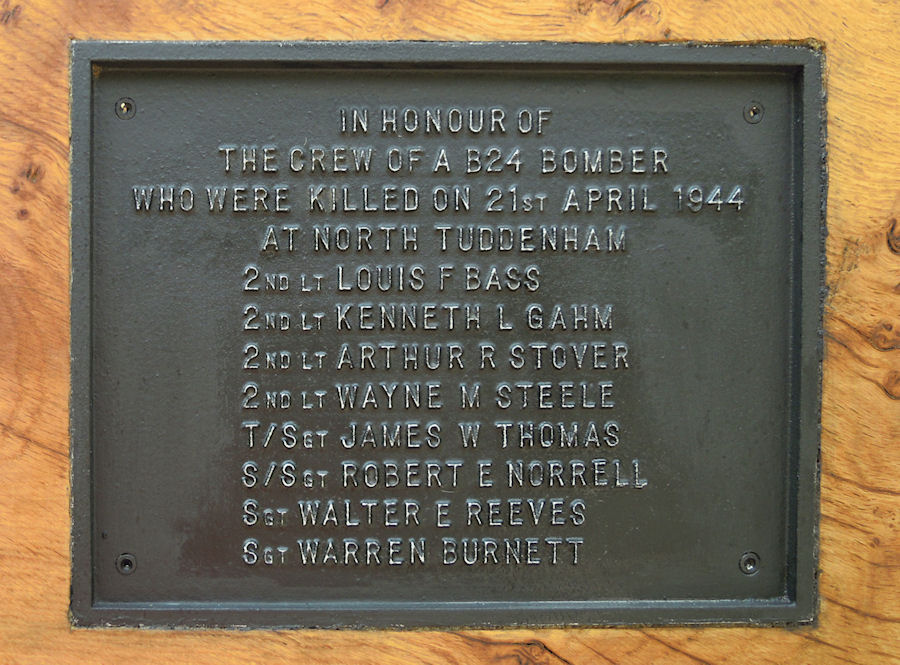 IN HONOUR OF
THE CREW OF A B24 BOMBER
WHO WERE KILLED ON 21ST APRIL 1944
AT NORTH TUDDENHAM
2ND LT LOUIS F BASS
2ND LT KENNETH L GAHM
2ND LT ARTHUR R STOVER
2ND LT WAYNE M STEELE
T/SGT JAMES W THOMAS
S/SGT ROBERT E NORRELL
SGT WALTER E REEVES
SGT WARREN BURNETT